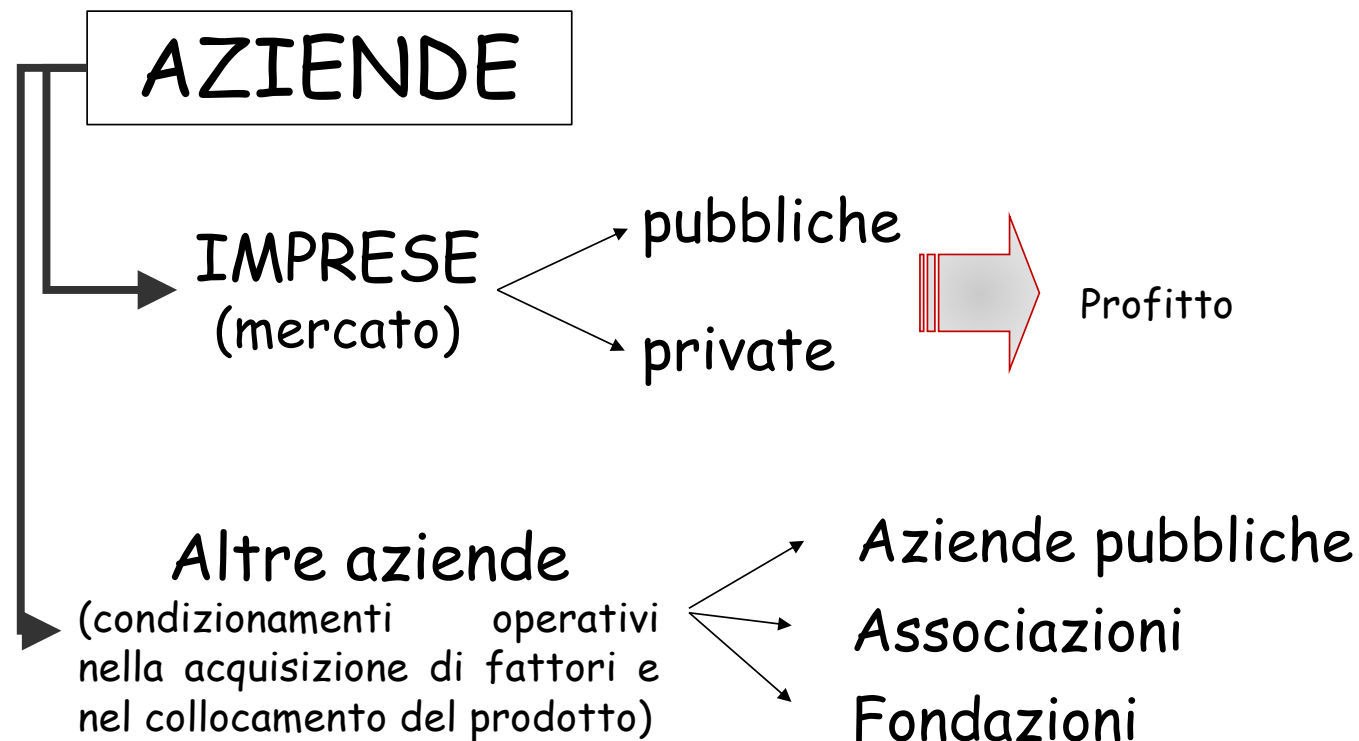 AZIENDE
IMPRESE
(mercato)
pubbliche
private
Profitto
Altre aziende
(condizionamenti operativi
nella acquisizione di fattori e
nel collocamento del prodotto)
Aziende pubbliche
Associazioni
Fondazioni